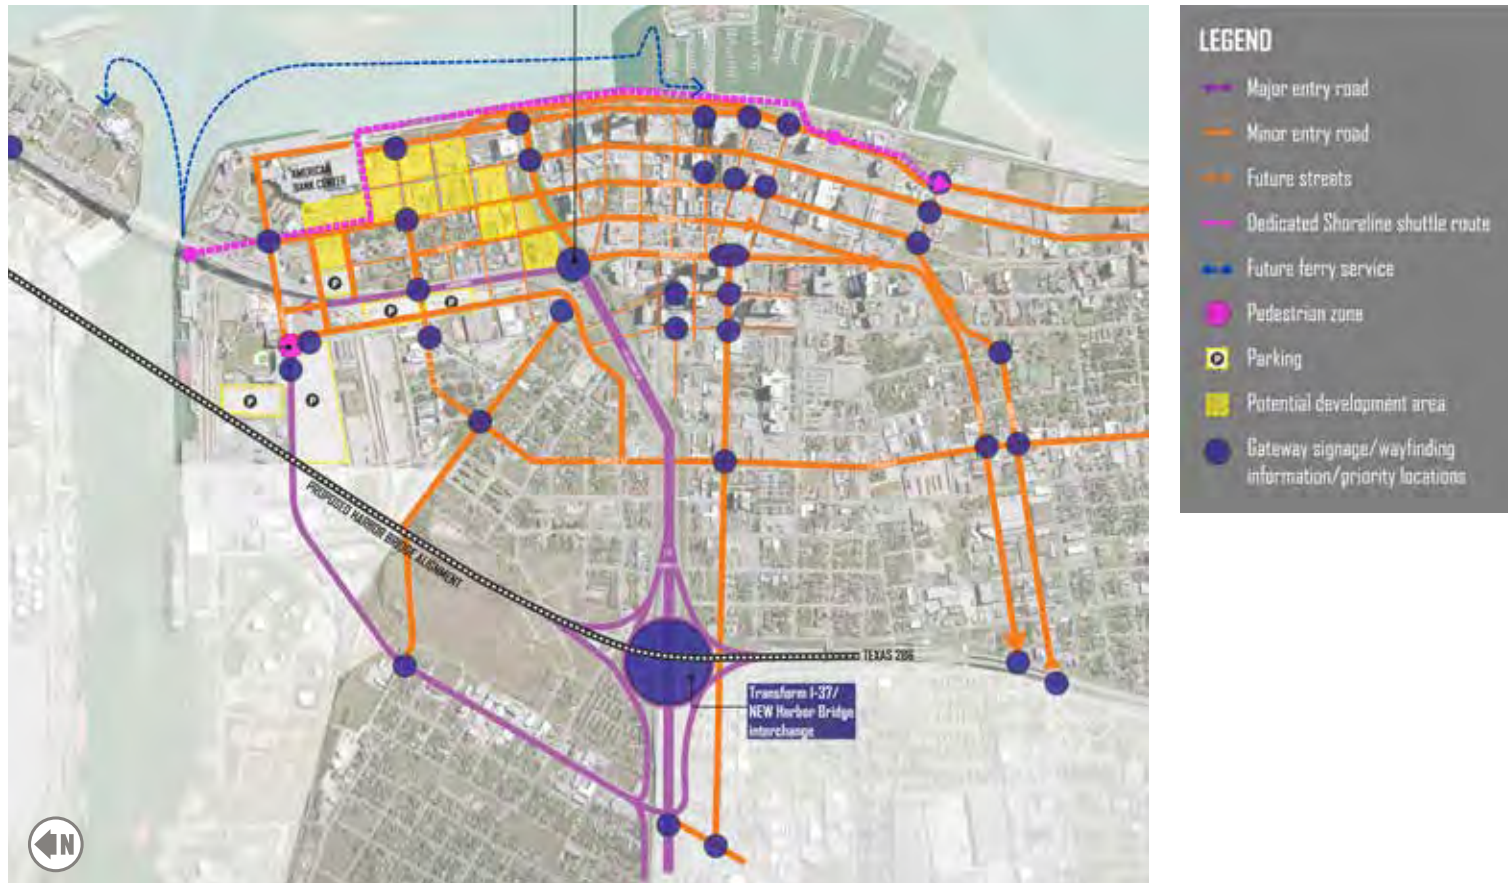 AMERICAN
BANK CENTER
P
P
P
P
P
PROPOSED HARBOR BRIDGE ALIGNMENT
TEXAS 286
Transform I-37/
NEW Harbor Bridge
interchange
N
LEGEND
Major entry road
Minor entry road
Future streets
Dedicated Shoreline shuttle route
Future ferry service
Pedestrian zone
P
Parking
Potential development area
Gateway signage/wayfinding
information/priority locations